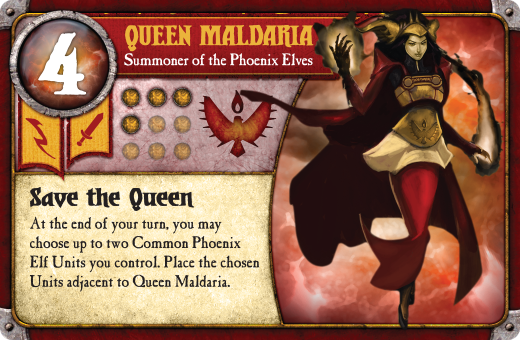 4
QUEEN MALDARIA
Summoner of the Phoenix Elves
Save the Queen
At the end of your turn, you may
choose up to two Common Phoenix
Elf Units you control. Place the chosen
Units adjacent to Queen Maldaria.